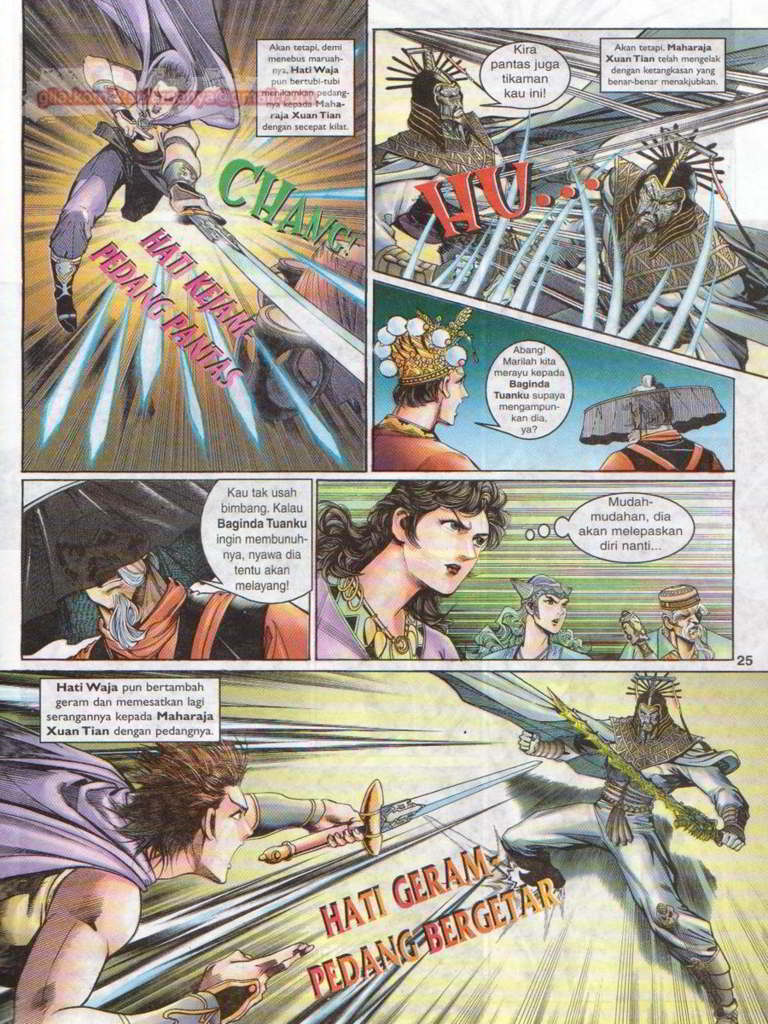 Akan tetapi, demi
menebus maruah-
nya, Hati Waja
pun bertubi-tubi
menikamkan pedang-
nya kepada Maha-
raja Xuan Tian
dengan secepat kilat.
CHANG!
HATI KEJAM-
PEDANG PANTAS
Kira
pantas juga
tikaman
kau ini!
Akan tetapi, Maharaja
Xuan Tian telah mengelak
dengan ketangkasan yang
benar-benar menakjubkan.
HU...
Abang!
Marilah kita
merayu kepada
Baginda
Tuanku supaya
mengampun-
kan dia,
ya?
Kau tak usah
bimbang. Kalau
Baginda Tuanku
ingin membunuh-
nya, nyawa dia
tentu akan
melayang!
Mudah-
mudahan, dia
akan melepaskan
diri nanti...
25
Hati Waja pun bertambah
geram dan memesatkan lagi
serangannya kepada Maharaja
Xuan Tian dengan pedangnya.
HATI GERAM-
PEDANG BERGETAR